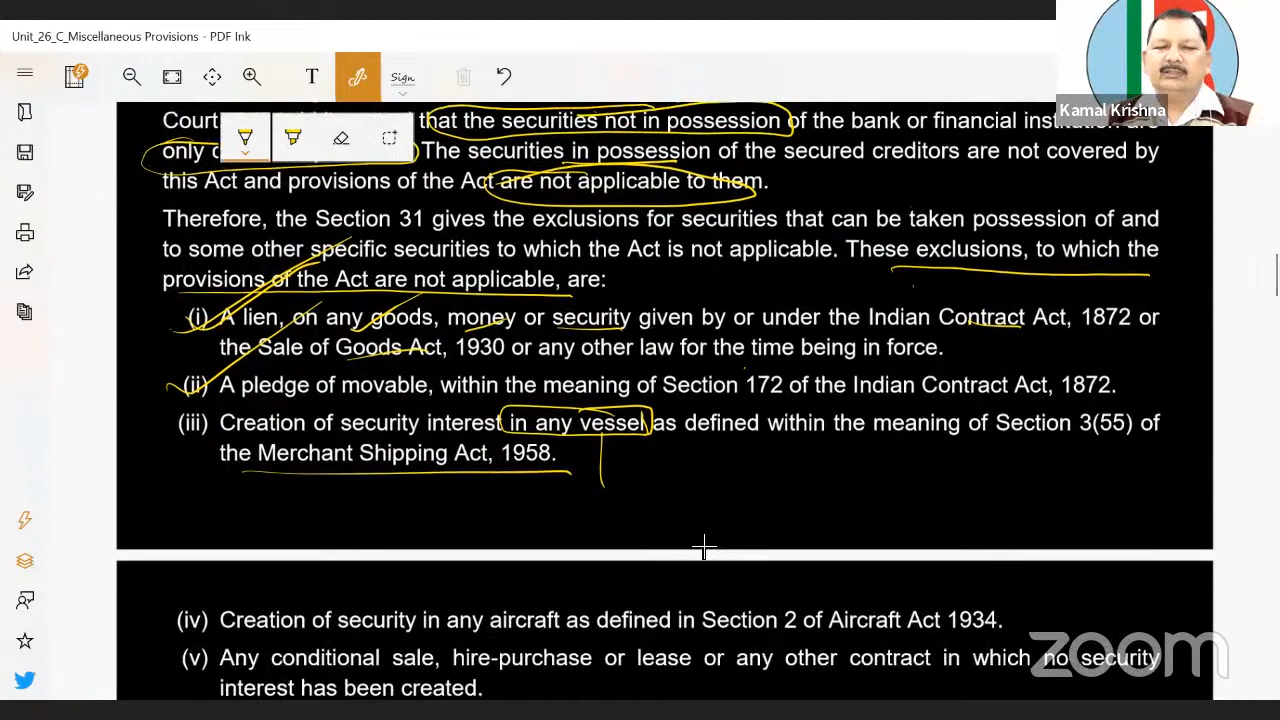 Unit_26_C_Miscellaneous Provisions - PDF Ink
T
Sign
Kamal Krishna
Court that the securities not in possession of the bank or financial institution are
only The securities in possession of the secured creditors are not covered by
this Act and provisions of the Act are not applicable to them.
Therefore, the Section 31 gives the exclusions for securities that can be taken possession of and
to some other specific securities to which the Act is not applicable. These exclusions, to which the
provisions of the Act are not applicable, are:
(i) A lien, on any goods, money or security given by or under the Indian Contract Act, 1872 or
the Sale of Goods Act, 1930 or any other law for the time being in force.
(ii) A pledge of movable, within the meaning of Section 172 of the Indian Contract Act, 1872.
(iii) Creation of security interest in any vessel as defined within the meaning of Section 3(55) of
the Merchant Shipping Act, 1958.
(iv) Creation of security in any aircraft as defined in Section 2 of Aircraft Act 1934.
(v) Any conditional sale, hire-purchase or lease or any other contract in which no security
interest has been created.
zoom